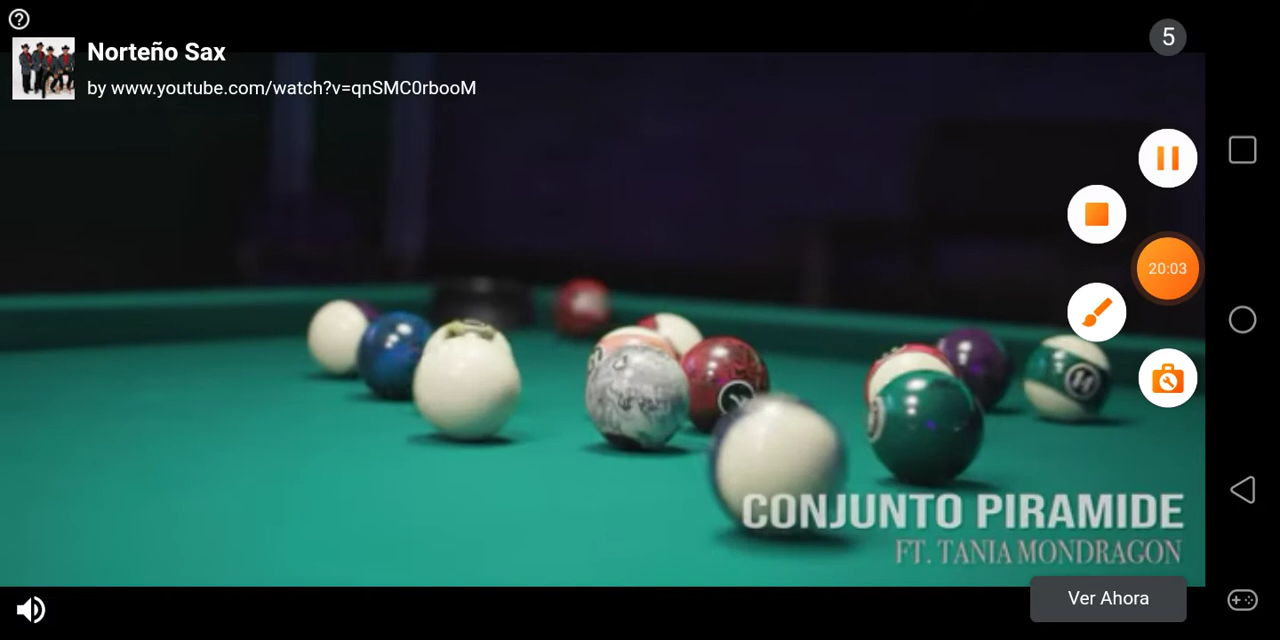 Norteño Sax
by www.youtube.com/watch?v=qnSMC0rbooM
5
20:03
CONJUNTO PIRAMIDE
FT. TANIA MONDRAGON
Ver Ahora